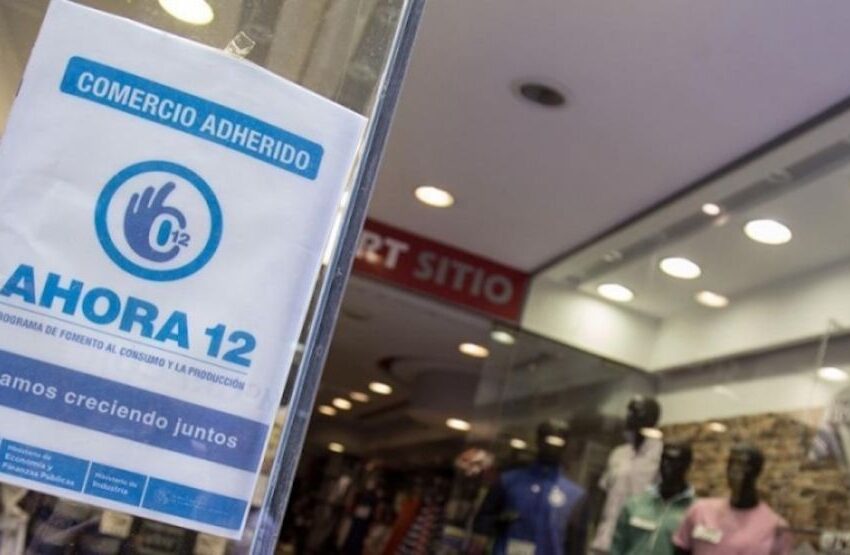 COMERCIO ADHERIDO
12
AHORA 12
PROGRAMA DE FOMENTO AL CONSUMO Y LA PRODUCCIÓN
amos creciendo juntos
Ministerio de
Economía y
Finanzas Públicas
Ministerio de
Industria
RT SITIO